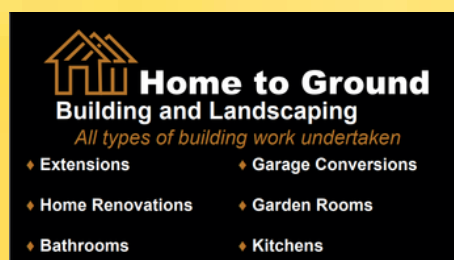 Home to Ground
Building and Landscaping
All types of building work undertaken
♦ Extensions
♦ Garage Conversions
♦ Home Renovations
♦ Garden Rooms
♦ Bathrooms
♦ Kitchens